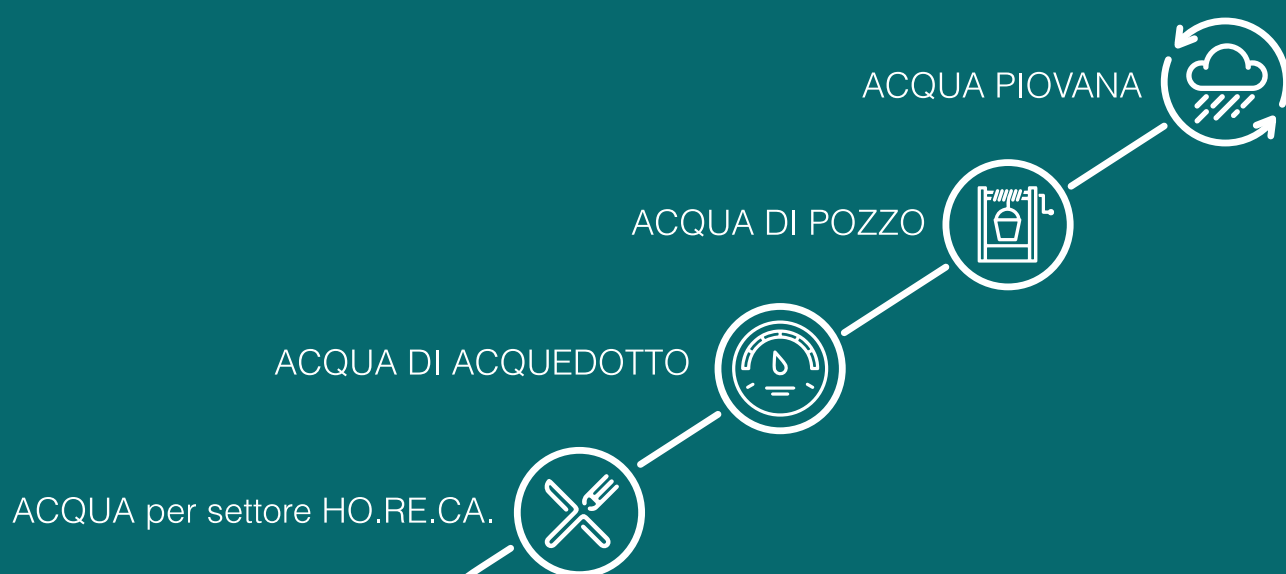 ACQUA PIOVANA
ACQUA DI POZZO
ACQUA DI ACQUEDOTTO
ACQUA per settore HO.RE.CA.